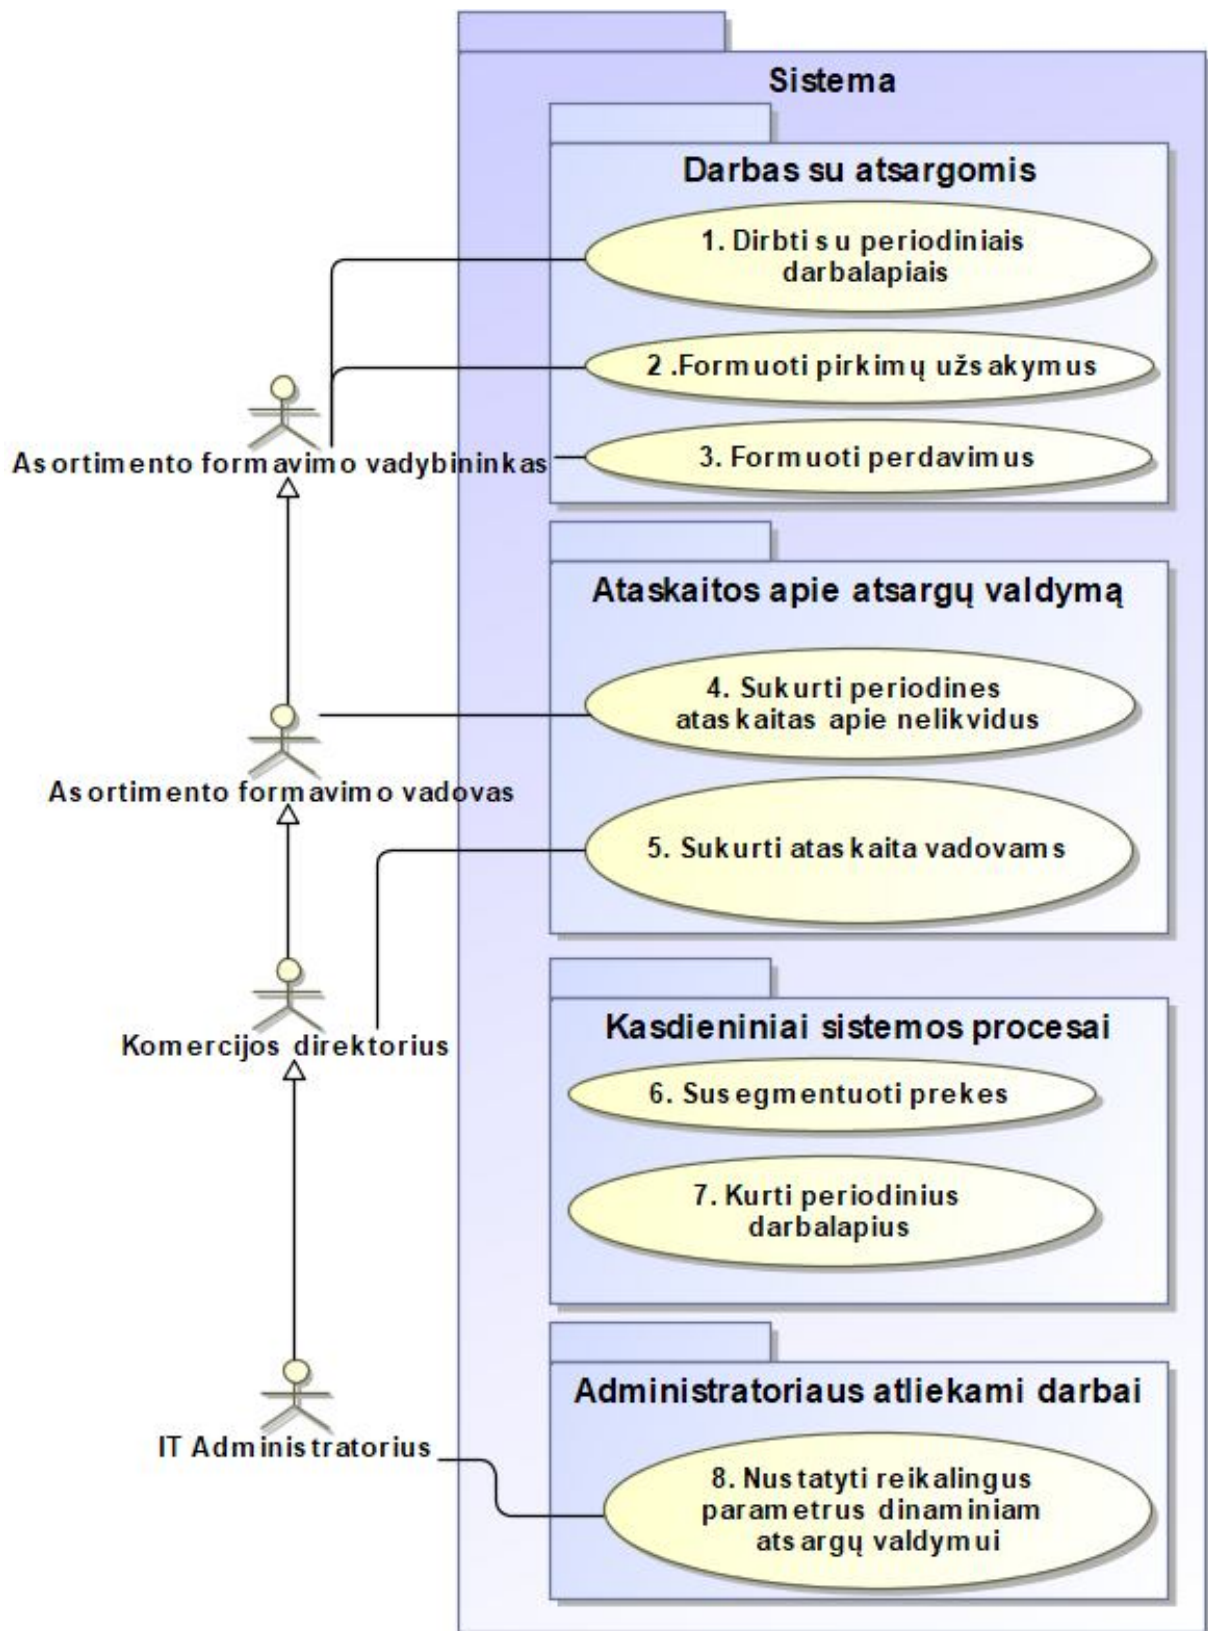 Sistema
Darbas su atsargomis
1. Dirbti su periodiniais
darbalapiais
2 .Formuoti pirkimų užsakymus
3. Formuoti perdavimus
Asortimento formavimo vadybininkas
Ataskaitos apie atsargų valdymą
4. Sukurti periodines
ataskaitas apie nelikvidus
Asortimento formavimo vadovas
5. Sukurti ataskaita vadovams
Komercijos direktorius
Kasdieniniai sistemos procesai
6. Susegmentuoti prekes
7. Kurti periodinius
darbalapius
IT Administratorius
Administratoriaus atliekami darbai
8. Nustatyti reikalingus
parametrus dinaminiam
atsargų valdymui